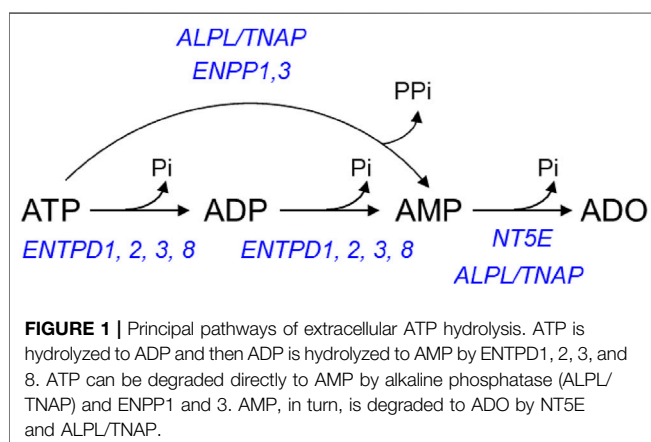 ALPL/TNAP
ENPP1,3
PPi
Pi
Pi
Pi
ATP
ADP
AMP
ADO
ENTPD1, 2, 3, 8
ENTPD1, 2, 3, 8
NT5E
ALPL/TNAP
FIGURE 1 | Principal pathways of extracellular ATP hydrolysis. ATP is
hydrolyzed to ADP and then ADP is hydrolyzed to AMP by ENTPD1, 2, 3, and
8. ATP can be degraded directly to AMP by alkaline phosphatase (ALPL/
TNAP) and ENPP1 and 3. AMP, in turn, is degraded to ADO by NT5E
and ALPL/TNAP.